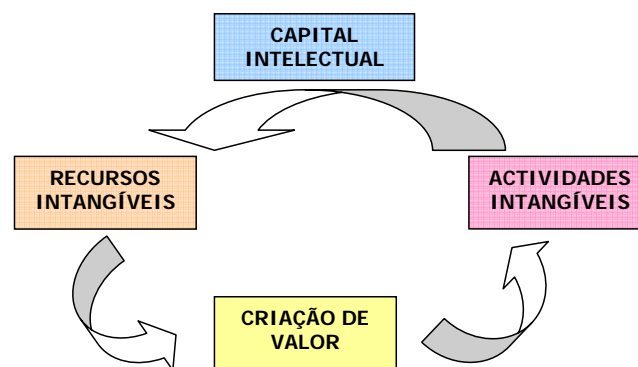 CAPITAL
INTELECTUAL
RECURSOS
INTANGÍVEIS
ACTIVIDADES
INTANGÍVEIS
CRIAÇÃO DE
VALOR